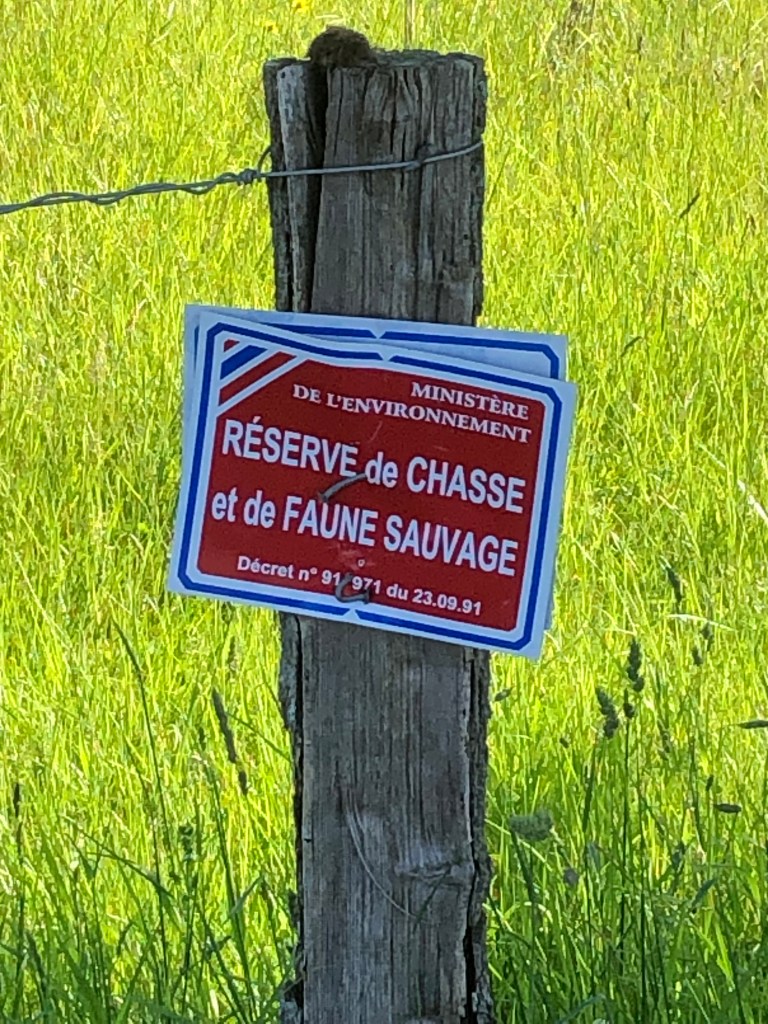 MINISTÈRE
DE L'ENVIRONNEMENT
RÉSERVE de CHASSE
et de FAUNE SAUVAGE
Décret n° 91 971 du 23.09.91